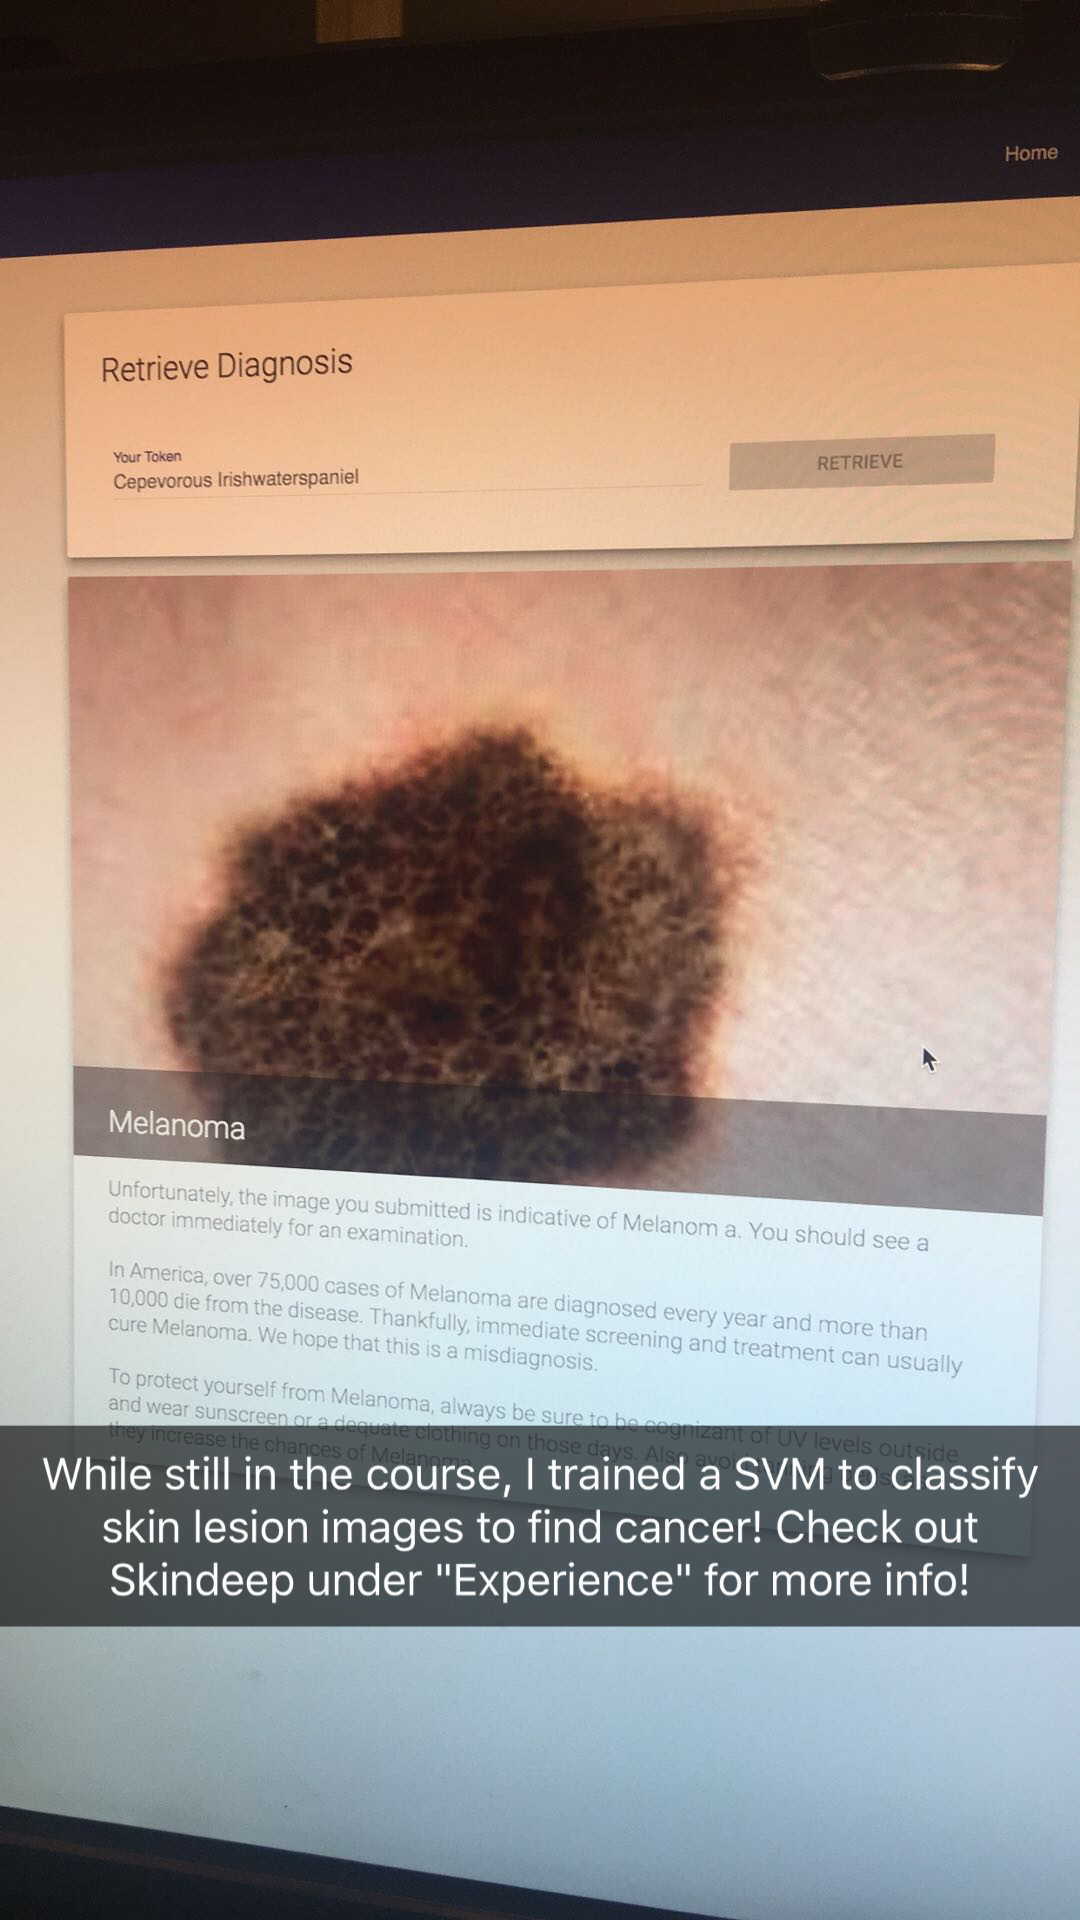 Home
Retrieve Diagnosis
Your Token
Cepevorous Irishwaterspaniel
RETRIEVE
Melanoma
Unfortunately, the image you submitted is indicative of Melanom a. You should see a
doctor immediately for an examination.
In America, over 75,000 cases of Melanoma are diagnosed every year and more than
10,000 die from the disease. Thankfully, immediate screening and treatment can usually
cure Melanoma. We hope that this is a misdiagnosis.
To protect yourself from Melanoma, always be sure to be cognizant of UV levels outside
and wear sunscreen or a dequate clothing on those days. Also avoid
they increase the chances of Melanoma
While still in the course, I trained a SVM to classify
skin lesion images to find cancer! Check out
Skindeep under "Experience" for more info!